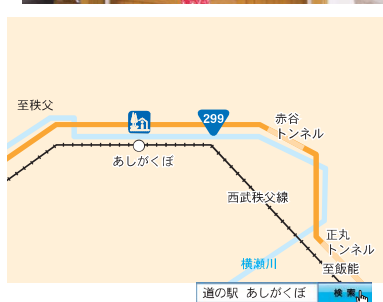 至秩父
299
赤谷
トンネル
あしがくぼ
西武秩父線
正丸
トンネル
横瀬川
至飯能
道の駅 あしがくぼ
検索